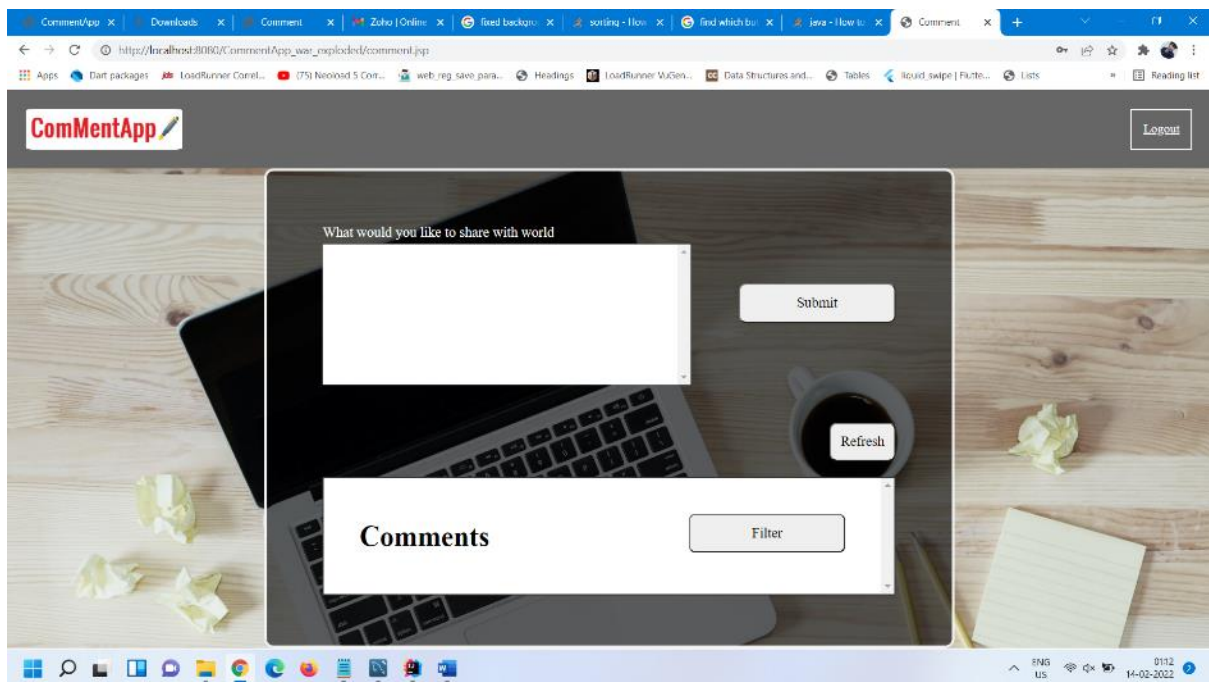 CommentApp
Downloads
Comment
Zoho | Online
fixed backgro
sorting - How
find which but
java - How to
Comment
http://localhost:8080/CommentApp_war_exploded/comment.jsp
Apps
Dart packages
LoadRunner Correl...
(75) Neoload 5 Corr...
web_reg_save_para...
Headings
LoadRunner VuGen...
Data Structures and...
Tables
liquid_swipe | Flutte...
Lists
»
Reading list
ComMentApp
Logout
What would you like to share with world
Submit
Refresh
Comments
Filter
ENG
US
01:12
14-02-2022